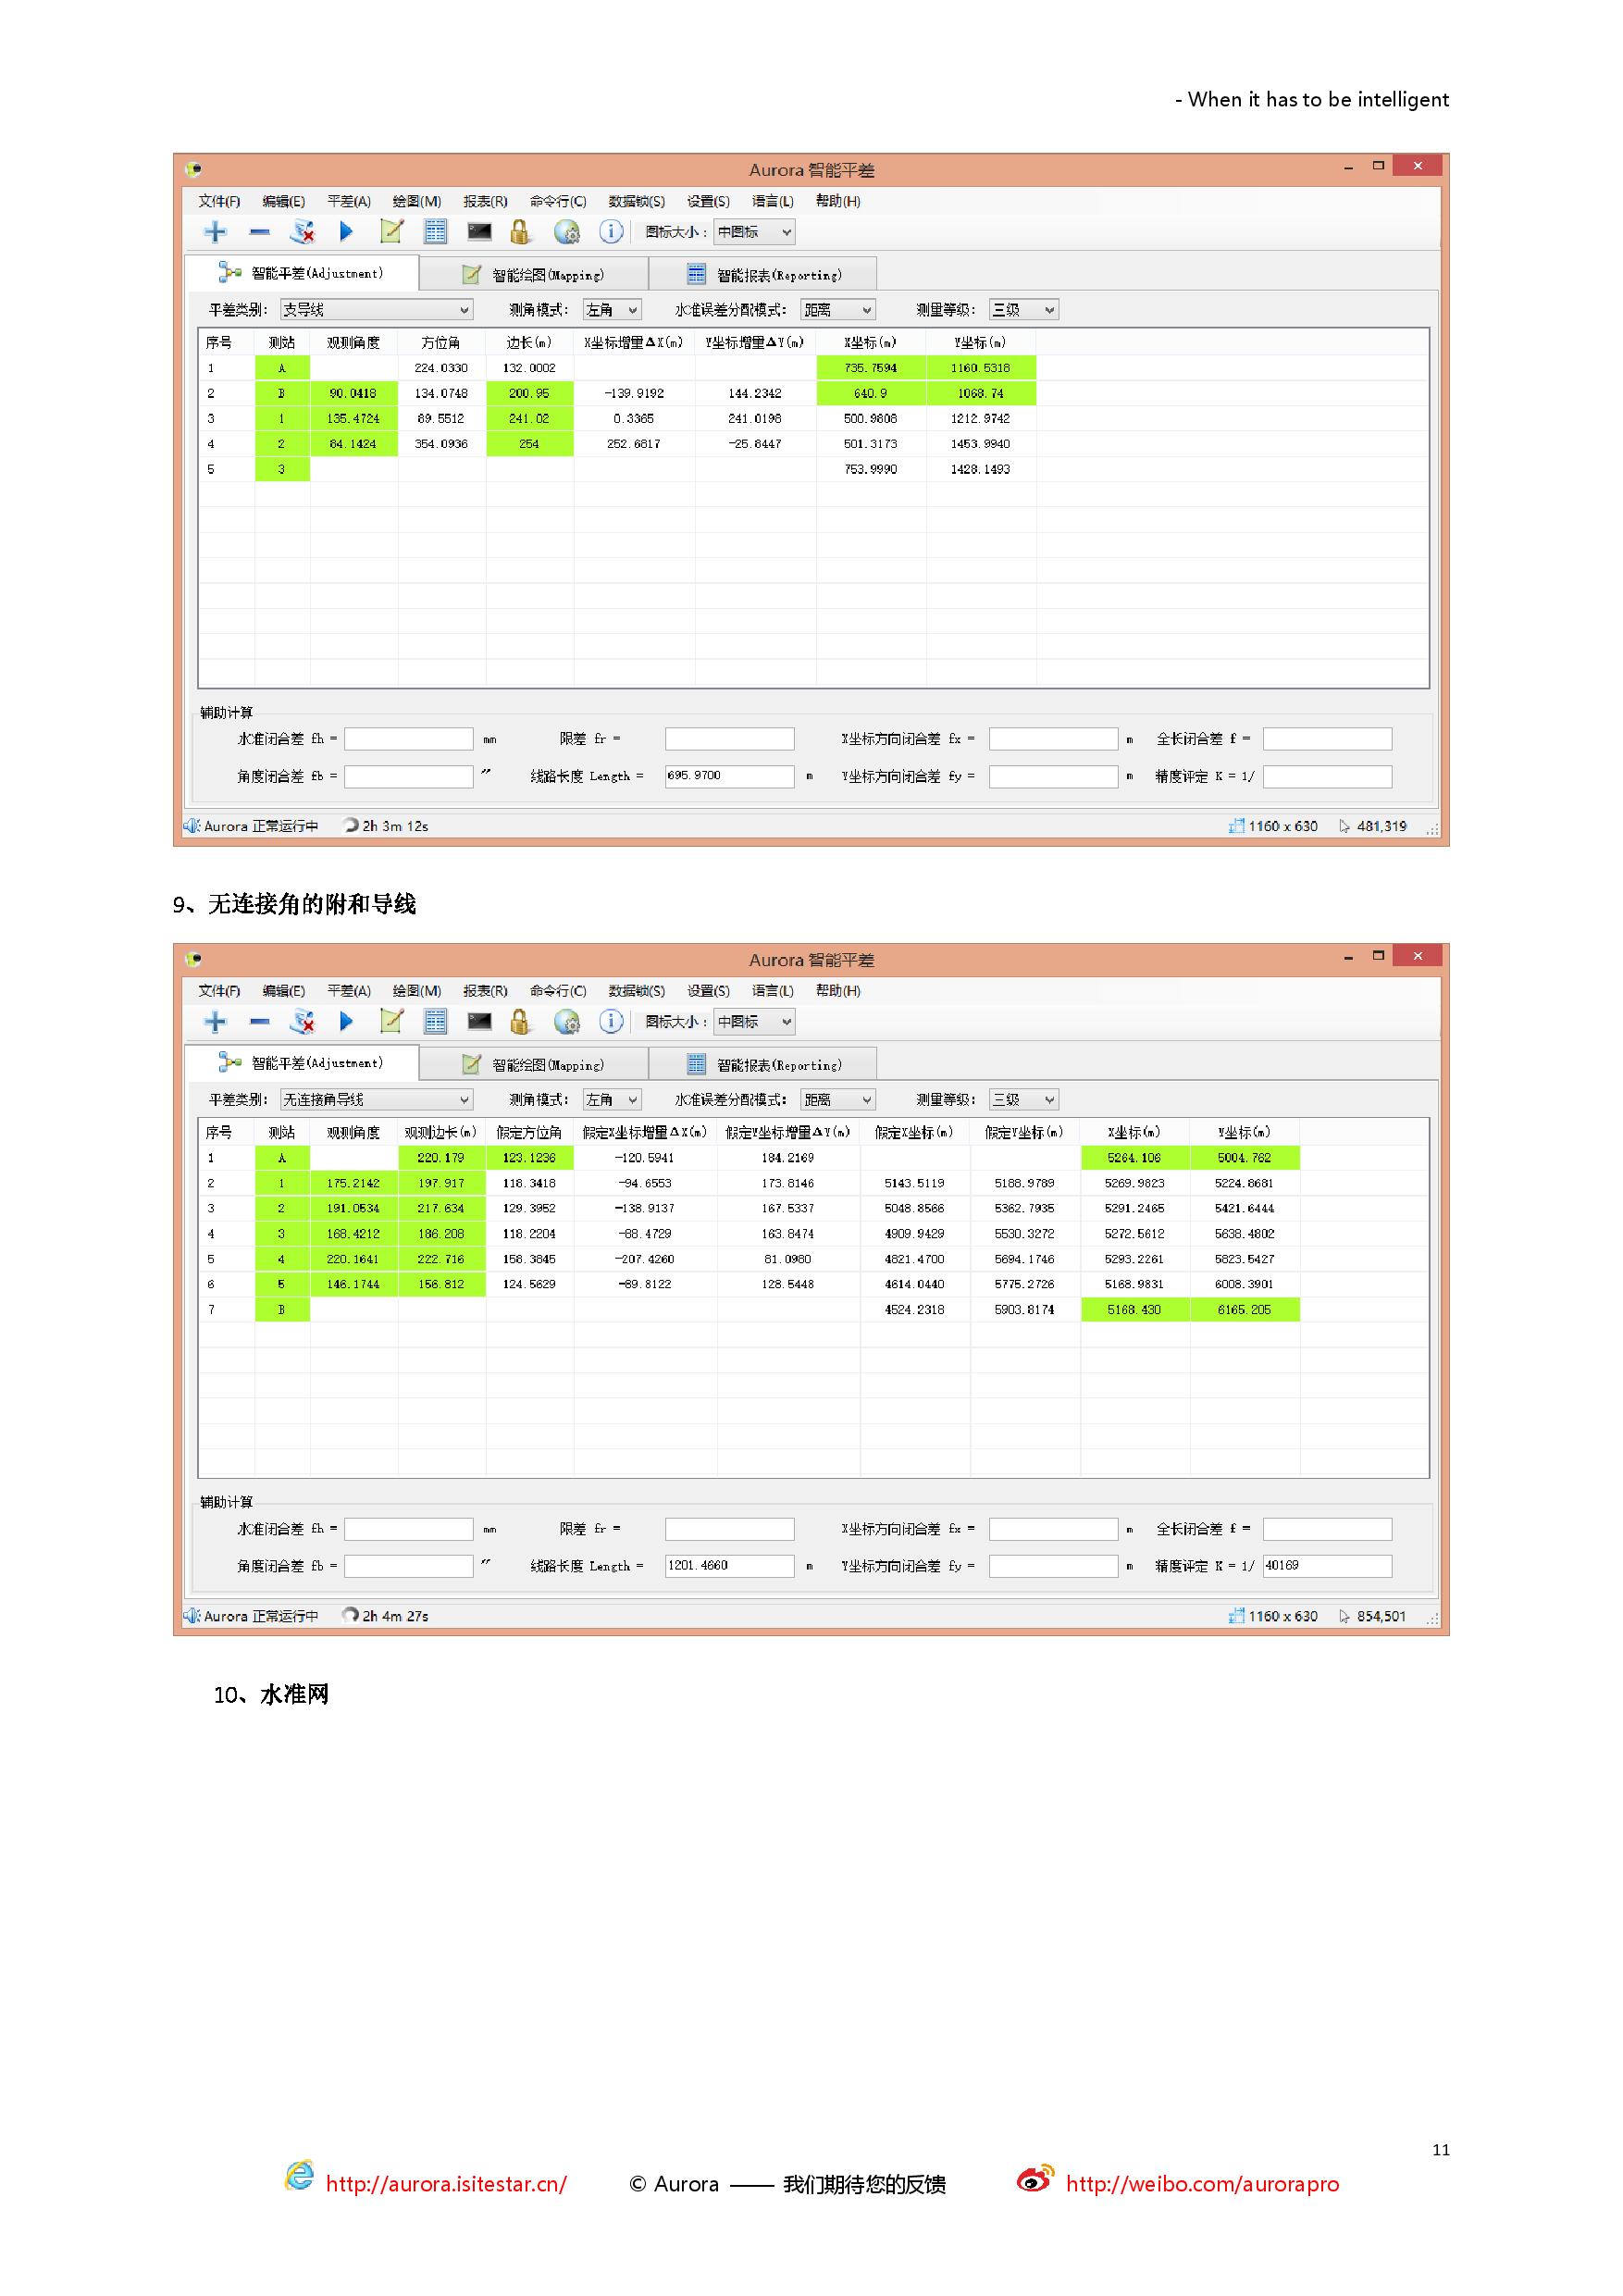 - When it has to be intelligent
Aurora 智能平差
文件(F) 编辑(E) 平差(A) 绘图(M) 报表(R) 命令行(C) 数据锁(S) 设置(S) 语言(L) 帮助(H)
图标大小： 中图标
智能平差(Adjustment) 智能绘图(Mapping) 智能报表(Reporting)
平差类别： 支导线 测角模式： 左角 水准误差分配模式： 距离 测量等级： 三级
序号 测站 观测角度 方位角 边长(m) X坐标增量ΔX(m) Y坐标增量ΔY(m) X坐标(m) Y坐标(m)
1 A 224.0330 132.0002 735.7594 1160.5318
2 B 90.0418 134.0748 200.95 -139.9192 144.2342 640.9 1068.74
3 1 135.4724 89.5512 241.02 0.3365 241.0198 500.9808 1212.9742
4 2 84.1424 354.0936 254 252.6817 -25.8447 501.3173 1453.9940
5 3 753.9990 1428.1493
辅助计算
水准闭合差 fh = mm 限差 fr = X坐标方向闭合差 fx = m 全长闭合差 f =
角度闭合差 fb = ″ 线路长度 Length = 695.9700 m Y坐标方向闭合差 fy = m 精度评定 K = 1/
Aurora 正常运行中 2h 3m 12s 1160 x 630 481,319
9、无连接角的附和导线
Aurora 智能平差
文件(F) 编辑(E) 平差(A) 绘图(M) 报表(R) 命令行(C) 数据锁(S) 设置(S) 语言(L) 帮助(H)
图标大小： 中图标
智能平差(Adjustment) 智能绘图(Mapping) 智能报表(Reporting)
平差类别： 无连接角导线 测角模式： 左角 水准误差分配模式： 距离 测量等级： 三级
序号 测站 观测角度 观测边长(m) 假定方位角 假定X坐标增量ΔX(m) 假定Y坐标增量ΔY(m) 假定X坐标(m) 假定Y坐标(m) X坐标(m) Y坐标(m)
1 A 220.179 123.1236 -120.5941 184.2169 5264.106 5004.762
2 1 175.2142 197.917 118.3418 -94.6553 173.8146 5143.5119 5188.9789 5269.9823 5224.8681
3 2 191.0534 217.634 129.3952 -138.9137 167.5337 5048.8566 5362.7935 5291.2465 5421.6444
4 3 168.4212 186.208 118.2204 -88.4729 163.8474 4909.9429 5530.3272 5272.5612 5638.4802
5 4 220.1641 222.716 158.3845 -207.4260 81.0980 4821.4700 5694.1746 5293.2261 5823.5427
6 5 146.1744 156.812 124.5629 -89.8122 128.5448 4614.0440 5775.2726 5168.9831 6008.3901
7 B 4524.2318 5903.8174 5168.430 6165.205
辅助计算
水准闭合差 fh = mm 限差 fr = X坐标方向闭合差 fx = m 全长闭合差 f =
角度闭合差 fb = ″ 线路长度 Length = 1201.4660 m Y坐标方向闭合差 fy = m 精度评定 K = 1/ 40169
Aurora 正常运行中 2h 4m 27s 1160 x 630 854,501
10、水准网
11
http://aurora.isitestar.cn/ © Aurora —— 我们期待您的反馈 http://weibo.com/aurorapro